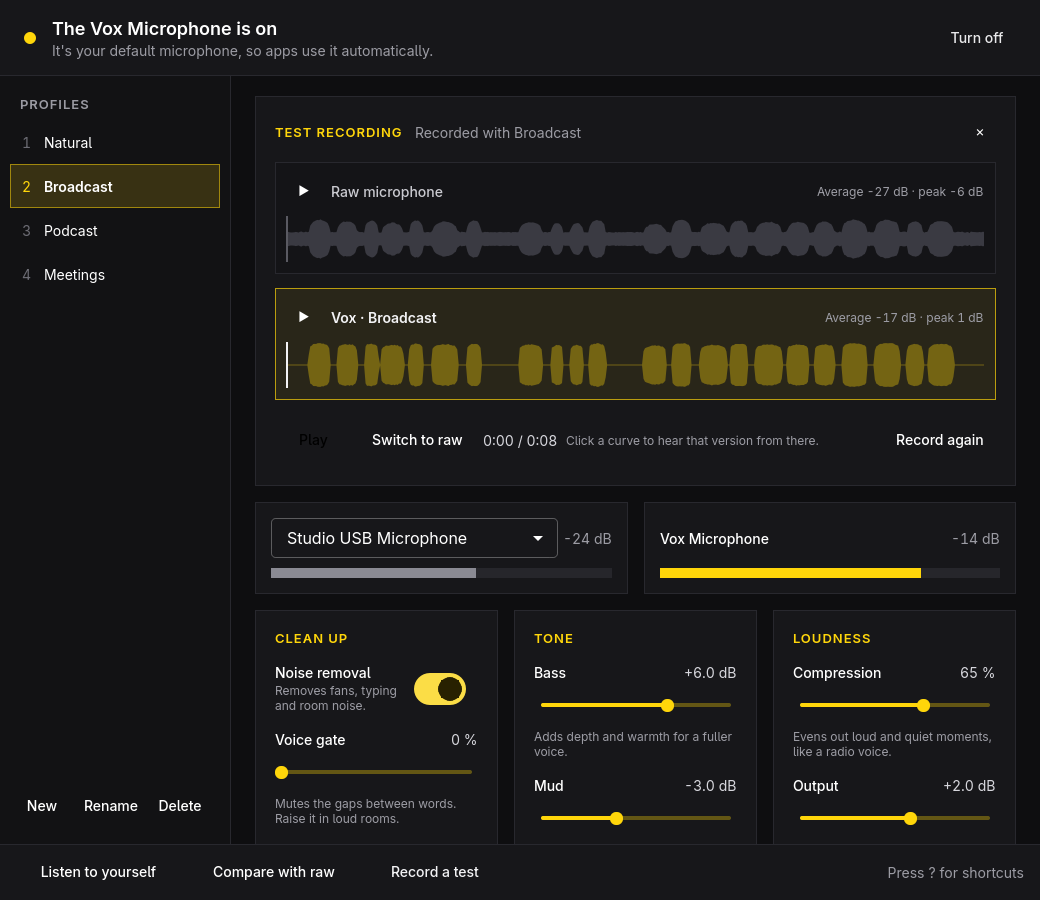 The Vox Microphone is on
It's your default microphone, so apps use it automatically.
Turn off
PROFILES
1 Natural
2 Broadcast
3 Podcast
4 Meetings
New Rename Delete
TEST RECORDING Recorded with Broadcast ×
Raw microphone Average -27 dB · peak -6 dB
Vox · Broadcast Average -17 dB · peak 1 dB
Play Switch to raw 0:00 / 0:08 Click a curve to hear that version from there. Record again
Studio USB Microphone -24 dB
Vox Microphone -14 dB
CLEAN UP
Noise removal
Removes fans, typing
and room noise.
Voice gate 0 %
Mutes the gaps between words.
Raise it in loud rooms.
TONE
Bass +6.0 dB
Adds depth and warmth for a fuller
voice.
Mud -3.0 dB
LOUDNESS
Compression 65 %
Evens out loud and quiet moments,
like a radio voice.
Output +2.0 dB
Listen to yourself Compare with raw Record a test Press ? for shortcuts